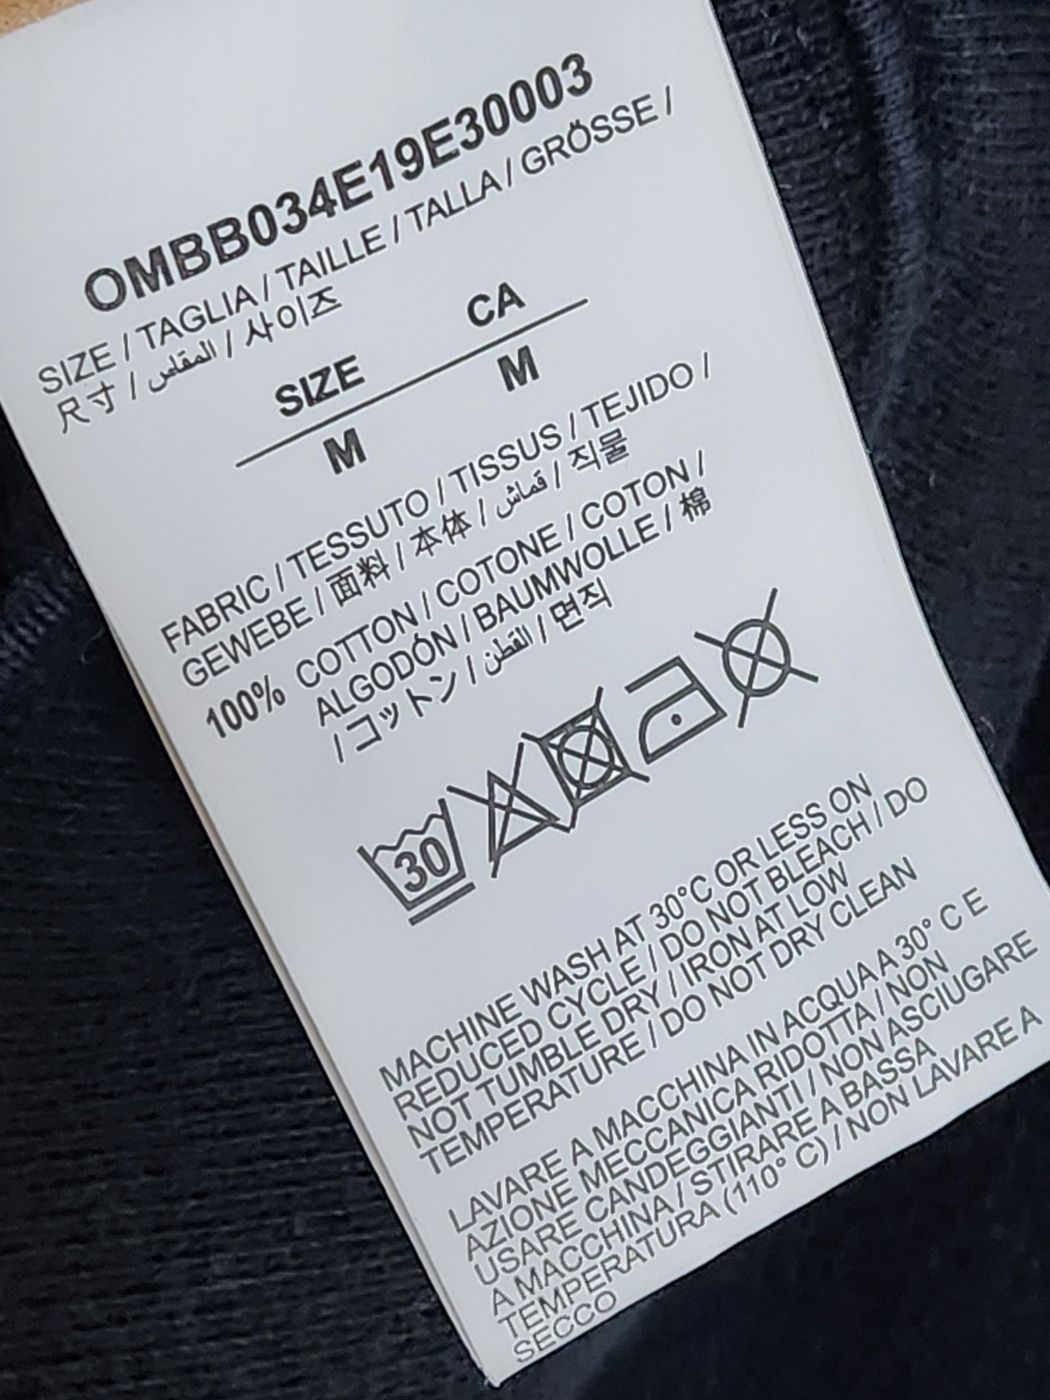 OMBB034E19E30003
SIZE / TAGLIA / TAILLE / TALLA / GRÖSSE /
尺寸 / المقاس / 사이즈
SIZE CA
M M
FABRIC / TESSUTO / TISSUS / TEJIDO /
GEWEBE / 面料 / 本体 / قماش / 직물
100% COTTON / COTONE / COTON /
ALGODÓN / BAUMWOLLE / 棉
/ コットン / القطن / 면직
30
MACHINE WASH AT 30°C OR LESS ON
REDUCED CYCLE / DO NOT BLEACH / DO
NOT TUMBLE DRY / IRON AT LOW
TEMPERATURE / DO NOT DRY CLEAN
LAVARE A MACCHINA IN ACQUA A 30° C E
AZIONE MECCANICA RIDOTTA / NON
USARE CANDEGGIANTI / NON ASCIUGARE
A MACCHINA / STIRARE A BASSA
TEMPERATURA (110° C) / NON LAVARE A
SECCO